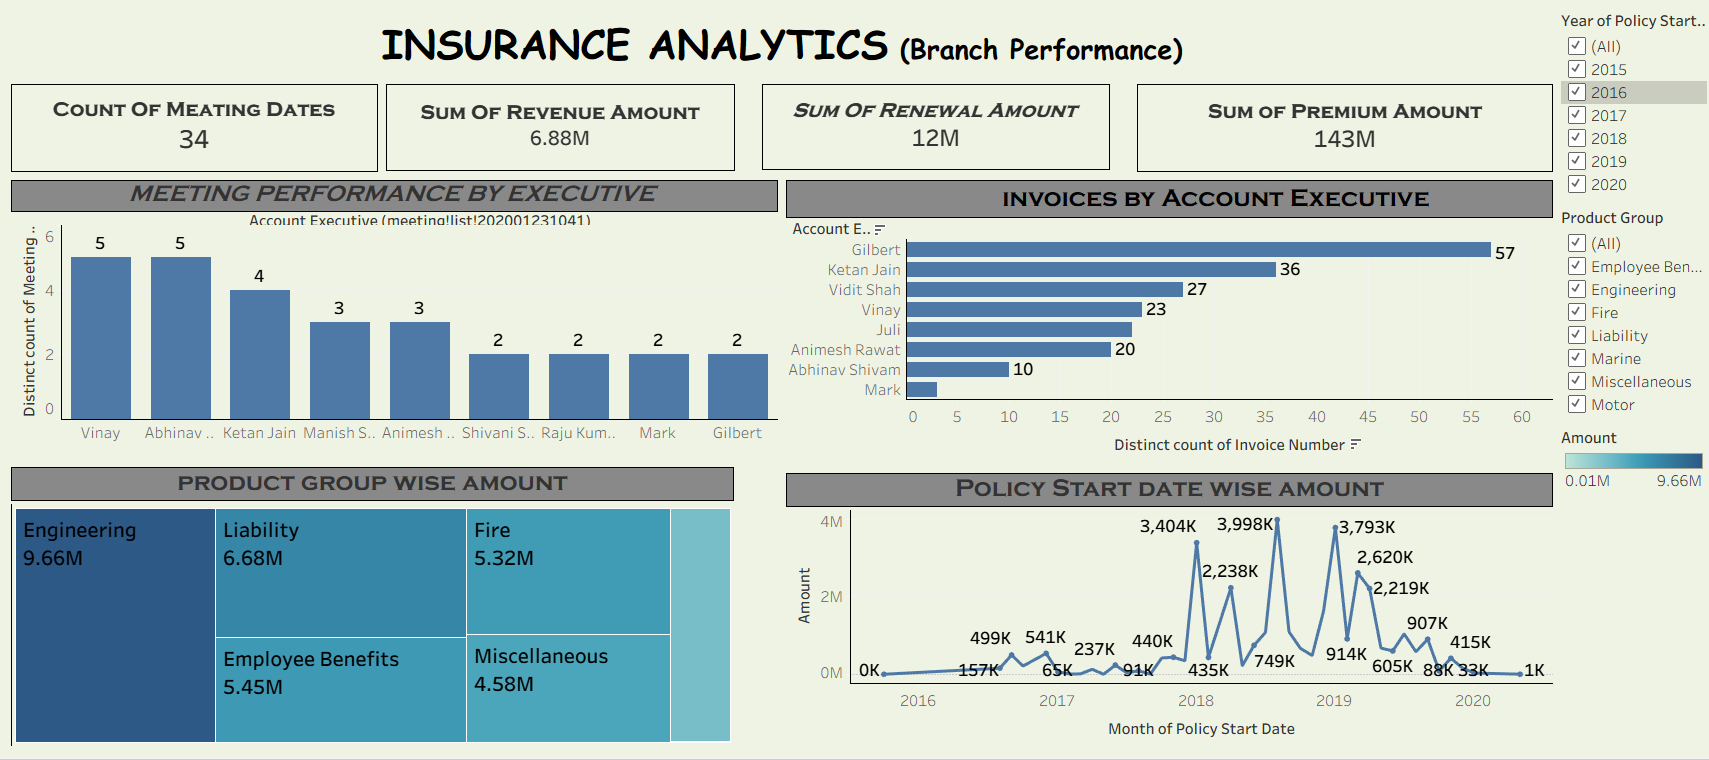 INSURANCE ANALYTICS (Branch Performance)
Count Of Meating Dates
34
Sum Of Revenue Amount
6.88M
Sum Of Renewal Amount
12M
Sum of Premium Amount
143M
Year of Policy Start..
(All)
2015
2016
2017
2018
2019
2020
Product Group
(All)
Employee Ben...
Engineering
Fire
Liability
Marine
Miscellaneous
Motor
Amount
0.01M 9.66M
MEETING PERFORMANCE BY EXECUTIVE
Account Executive (meeting!list!202001231041)
Distinct count of Meeting ..
6
4
2
0
5 5 4 3 3 2 2 2 2
Vinay Abhinav .. Ketan Jain Manish S.. Animesh .. Shivani S.. Raju Kum.. Mark Gilbert
INVOICES BY Account Executive
Account E..
Gilbert 57
Ketan Jain 36
Vidit Shah 27
Vinay 23
Juli
Animesh Rawat 20
Abhinav Shivam 10
Mark
0 5 10 15 20 25 30 35 40 45 50 55 60
Distinct count of Invoice Number
PRODUCT GROUP WISE AMOUNT
Engineering
9.66M
Liability
6.68M
Fire
5.32M
Employee Benefits
5.45M
Miscellaneous
4.58M
Policy Start date wise amount
Amount
4M
2M
0M
0K 157K 499K 541K 65K 237K 91K 440K 3,404K 435K 2,238K 749K 3,998K 3,793K 914K 2,620K 2,219K 605K 907K 88K 415K 33K 1K
2016 2017 2018 2019 2020
Month of Policy Start Date